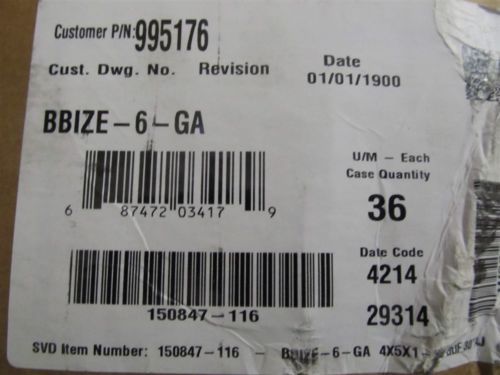 Customer P/N: 995176
Cust. Dwg. No. Revision
Date
01/01/1900
BBIZE-6-GA
U/M - Each
Case Quantity
36
6 87472 03417 9
Date Code
4214
29314
150847-116
SVD Item Number: 150847-116 - BBIZE-6-GA 4X5X1-